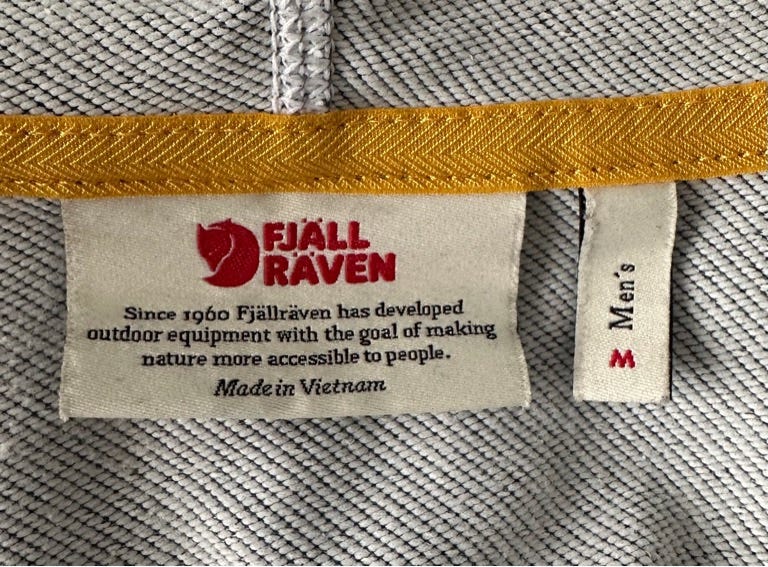 FJÄLL
RÄVEN
Since 1960 Fjällräven has developed
outdoor equipment with the goal of making
nature more accessible to people.
Made in Vietnam
M Men's